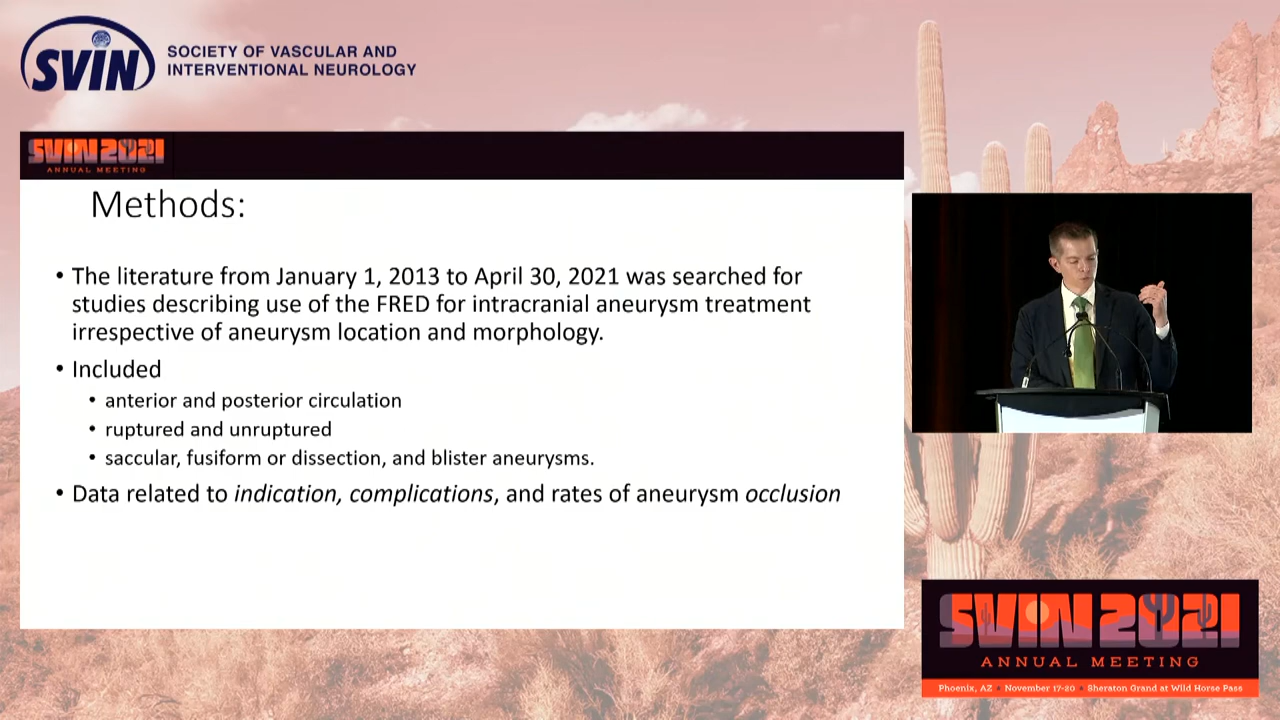 SVIN
SOCIETY OF VASCULAR AND
INTERVENTIONAL NEUROLOGY
SVIN 2021
ANNUAL MEETING
Methods:
• The literature from January 1, 2013 to April 30, 2021 was searched for
studies describing use of the FRED for intracranial aneurysm treatment
irrespective of aneurysm location and morphology.
• Included
• anterior and posterior circulation
• ruptured and unruptured
• saccular, fusiform or dissection, and blister aneurysms.
• Data related to indication, complications, and rates of aneurysm occlusion
SVIN 2021
ANNUAL MEETING
Phoenix, AZ • November 17-20 • Sheraton Grand at Wild Horse Pass